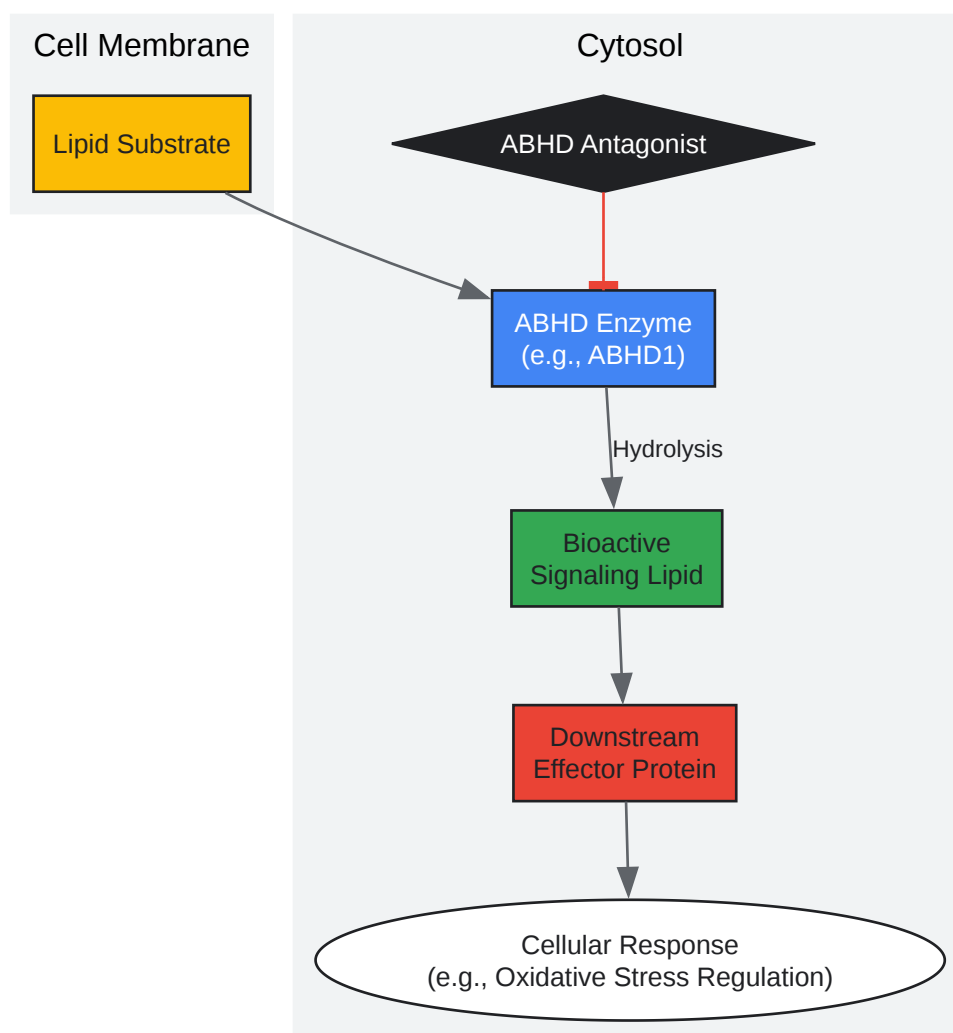 Cell Membrane
Cytosol
Lipid Substrate
ABHD Antagonist
ABHD Enzyme
(e.g., ABHD1)
Hydrolysis
Bioactive
Signaling Lipid
Downstream
Effector Protein
Cellular Response
(e.g., Oxidative Stress Regulation)